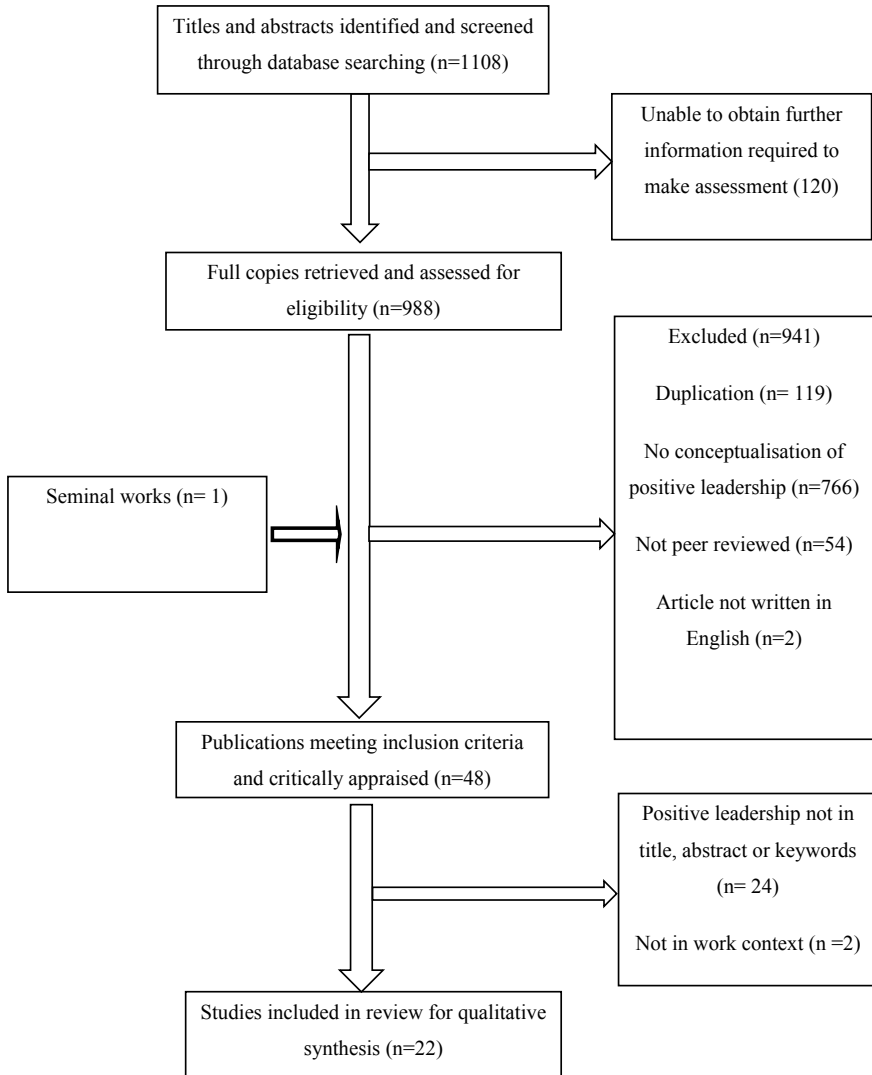 Titles and abstracts identified and screened
through database searching (n=1108)
Unable to obtain further
information required to
make assessment (120)
Full copies retrieved and assessed for
eligibility (n=988)
Excluded (n=941)
Duplication (n= 119)
No conceptualisation of
positive leadership (n=766)
Not peer reviewed (n=54)
Article not written in
English (n=2)
Seminal works (n= 1)
Publications meeting inclusion criteria
and critically appraised (n=48)
Positive leadership not in
title, abstract or keywords
(n= 24)
Not in work context (n =2)
Studies included in review for qualitative
synthesis (n=22)